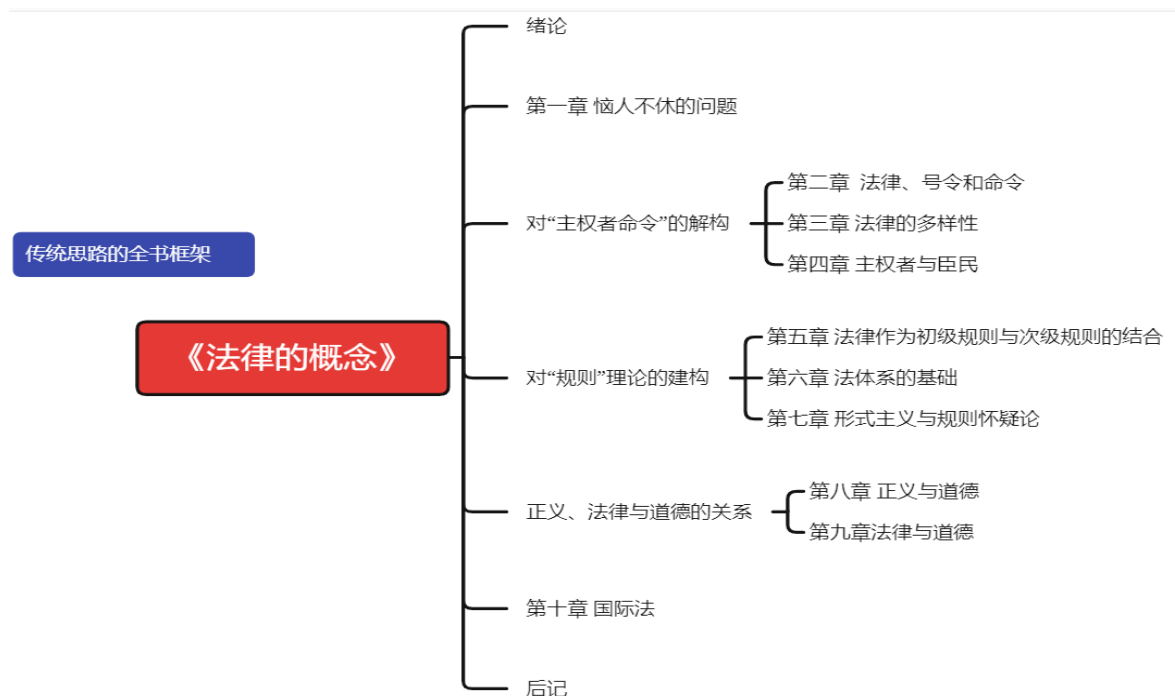 绪论
第一章 恼人不休的问题
对“主权者命令”的解构
第二章 法律、号令和命令
第三章 法律的多样性
第四章 主权者与臣民
传统思路的全书框架
《法律的概念》
对“规则”理论的建构
第五章 法律作为初级规则与次级规则的结合
第六章 法体系的基础
第七章 形式主义与规则怀疑论
正义、法律与道德的关系
第八章 正义与道德
第九章法律与道德
第十章 国际法
后记